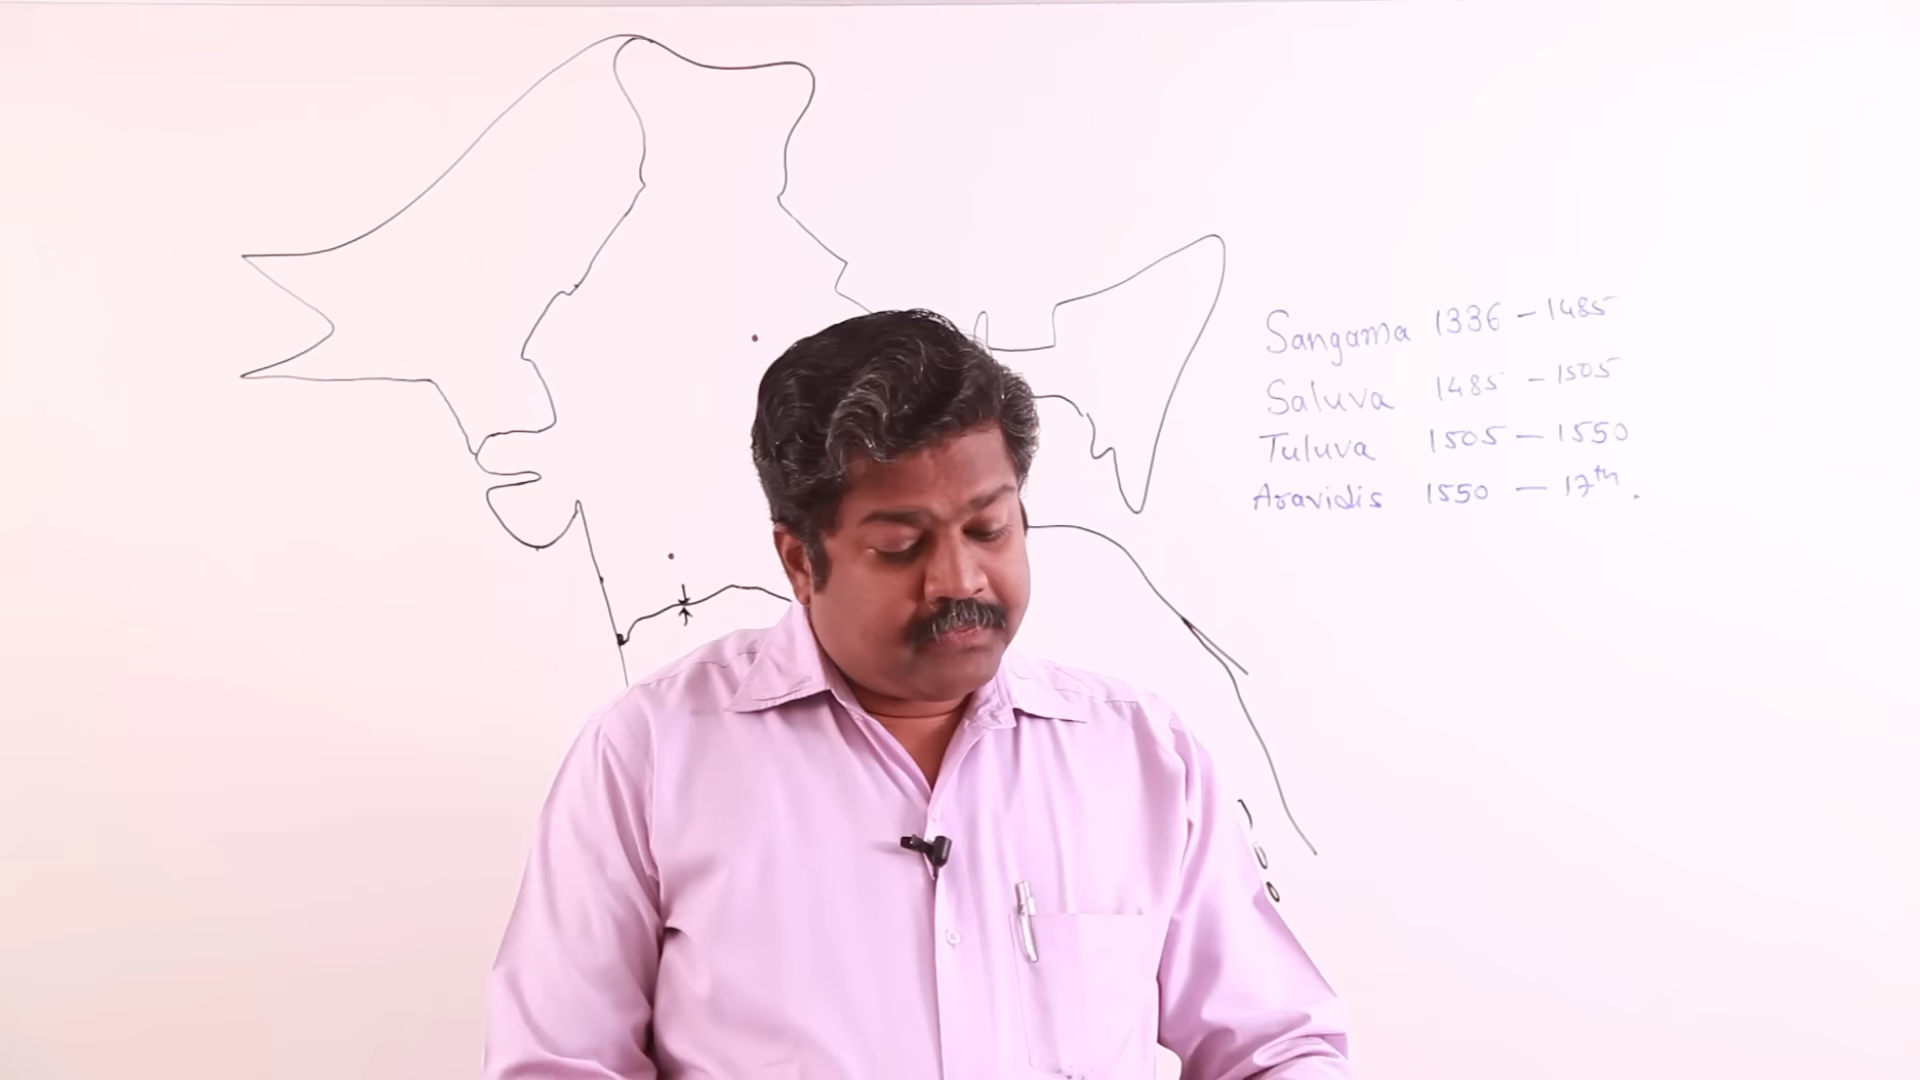 Sangama 1336 - 1485
Saluva 1485 - 1505
Tuluva 1505 - 1550
Aravidis 1550 - 17th.